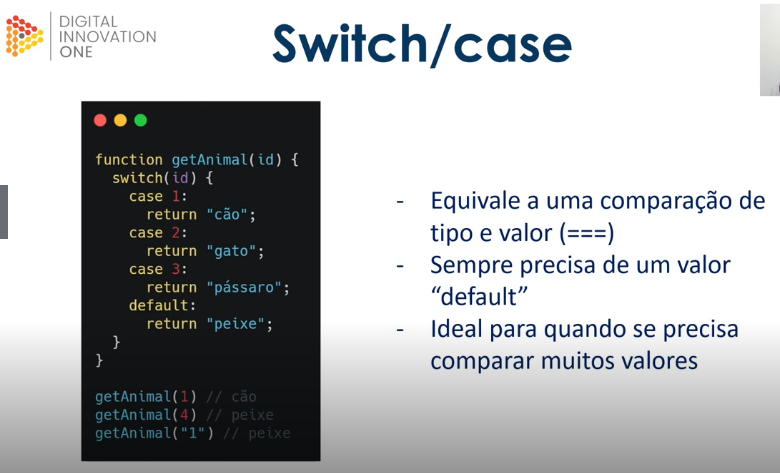 DIGITAL
INNOVATION
ONE
Switch/case
function getAnimal(id) {
  switch(id) {
    case 1:
      return "cão";
    case 2:
      return "gato";
    case 3:
      return "pássaro";
    default:
      return "peixe";
  }
}
getAnimal(1) // cão
getAnimal(4) // peixe
getAnimal("1") // peixe
- Equivale a uma comparação de
tipo e valor (===)
- Sempre precisa de um valor
“default”
- Ideal para quando se precisa
comparar muitos valores